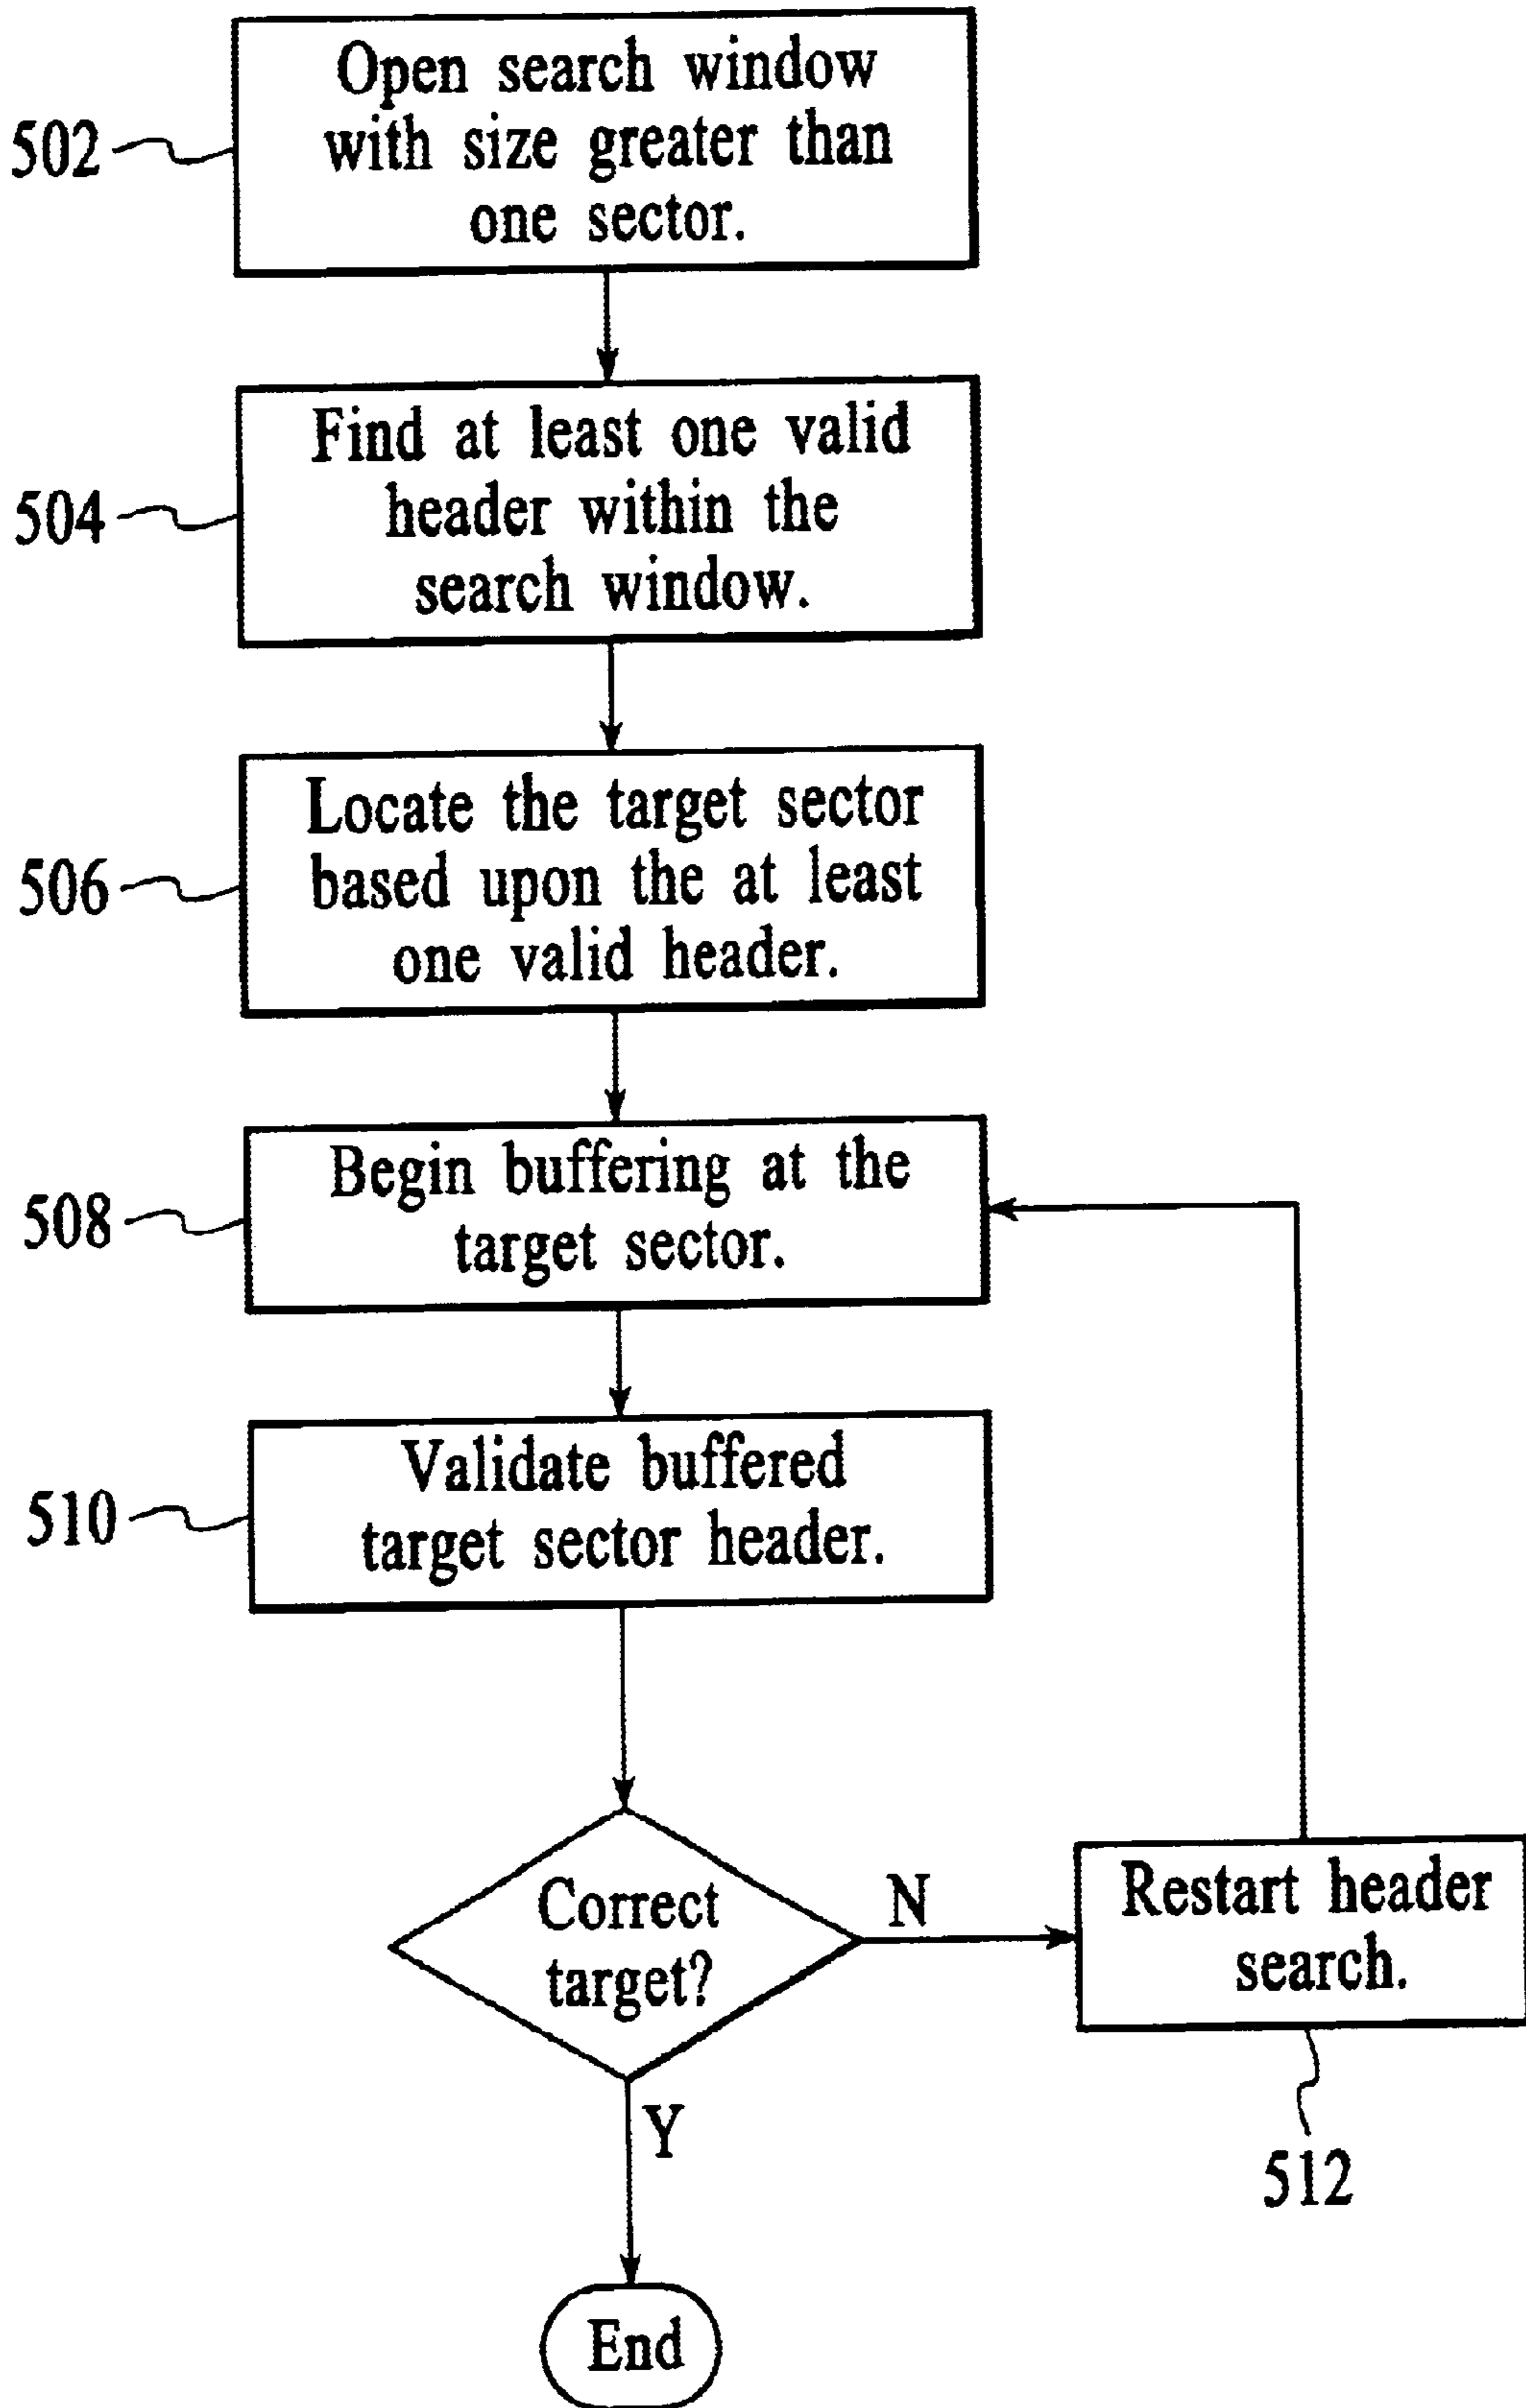 502
Open search window
with size greater than
one sector.
504
Find at least one valid
header within the
search window.
506
Locate the target sector
based upon the at least
one valid header.
508
Begin buffering at the
target sector.
510
Validate buffered
target sector header.
Correct
target?
N
Restart header
search.
512
Y
End